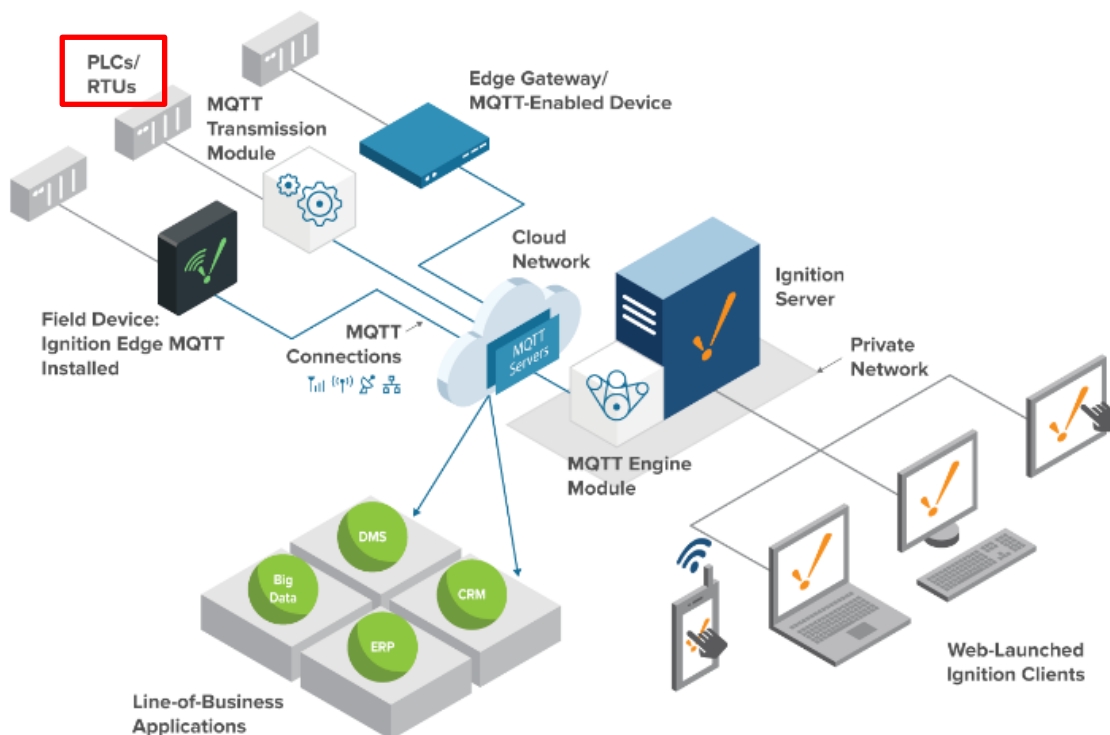 PLCs/
RTUs
Edge Gateway/
MQTT-Enabled Device
MQTT
Transmission
Module
Cloud
Network
Ignition
Server
Field Device:
Ignition Edge MQTT
Installed
MQTT
Connections
MQTT
Servers
Private
Network
MQTT Engine
Module
DMS
Big
Data
CRM
ERP
Line-of-Business
Applications
Web-Launched
Ignition Clients